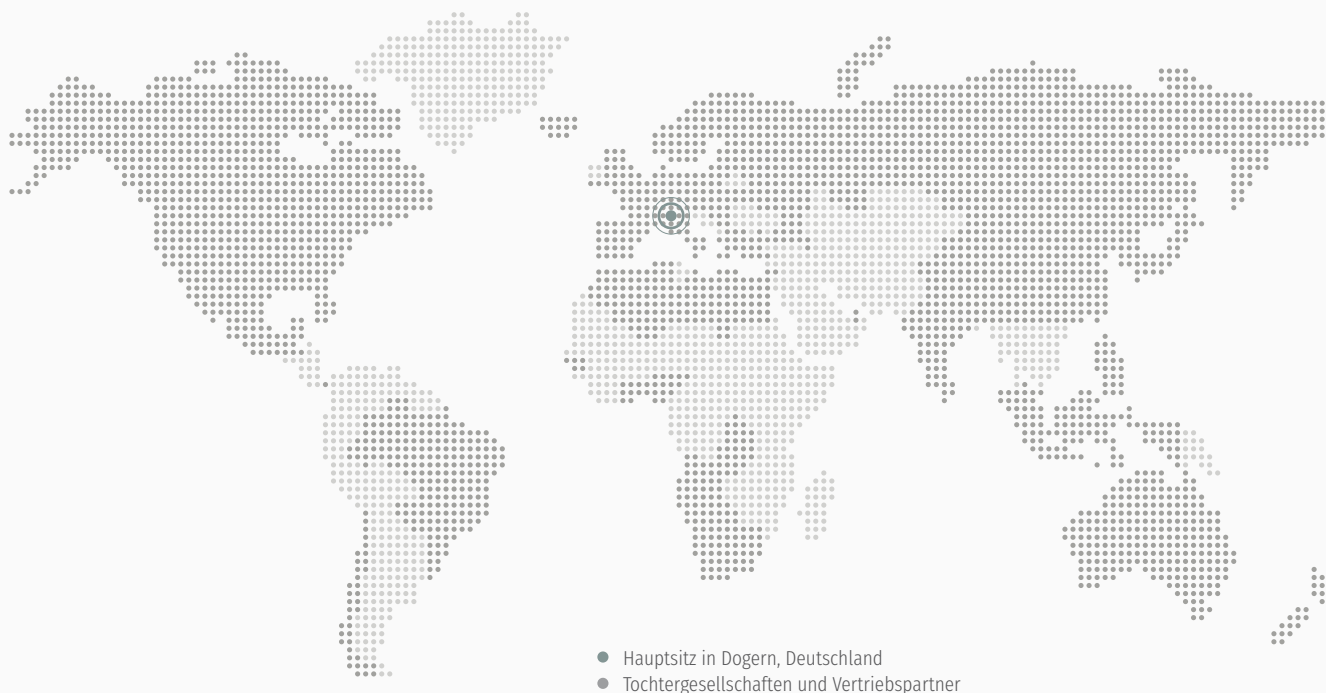 Hauptsitz in Dogern, Deutschland
Tochtergesellschaften und Vertriebspartner